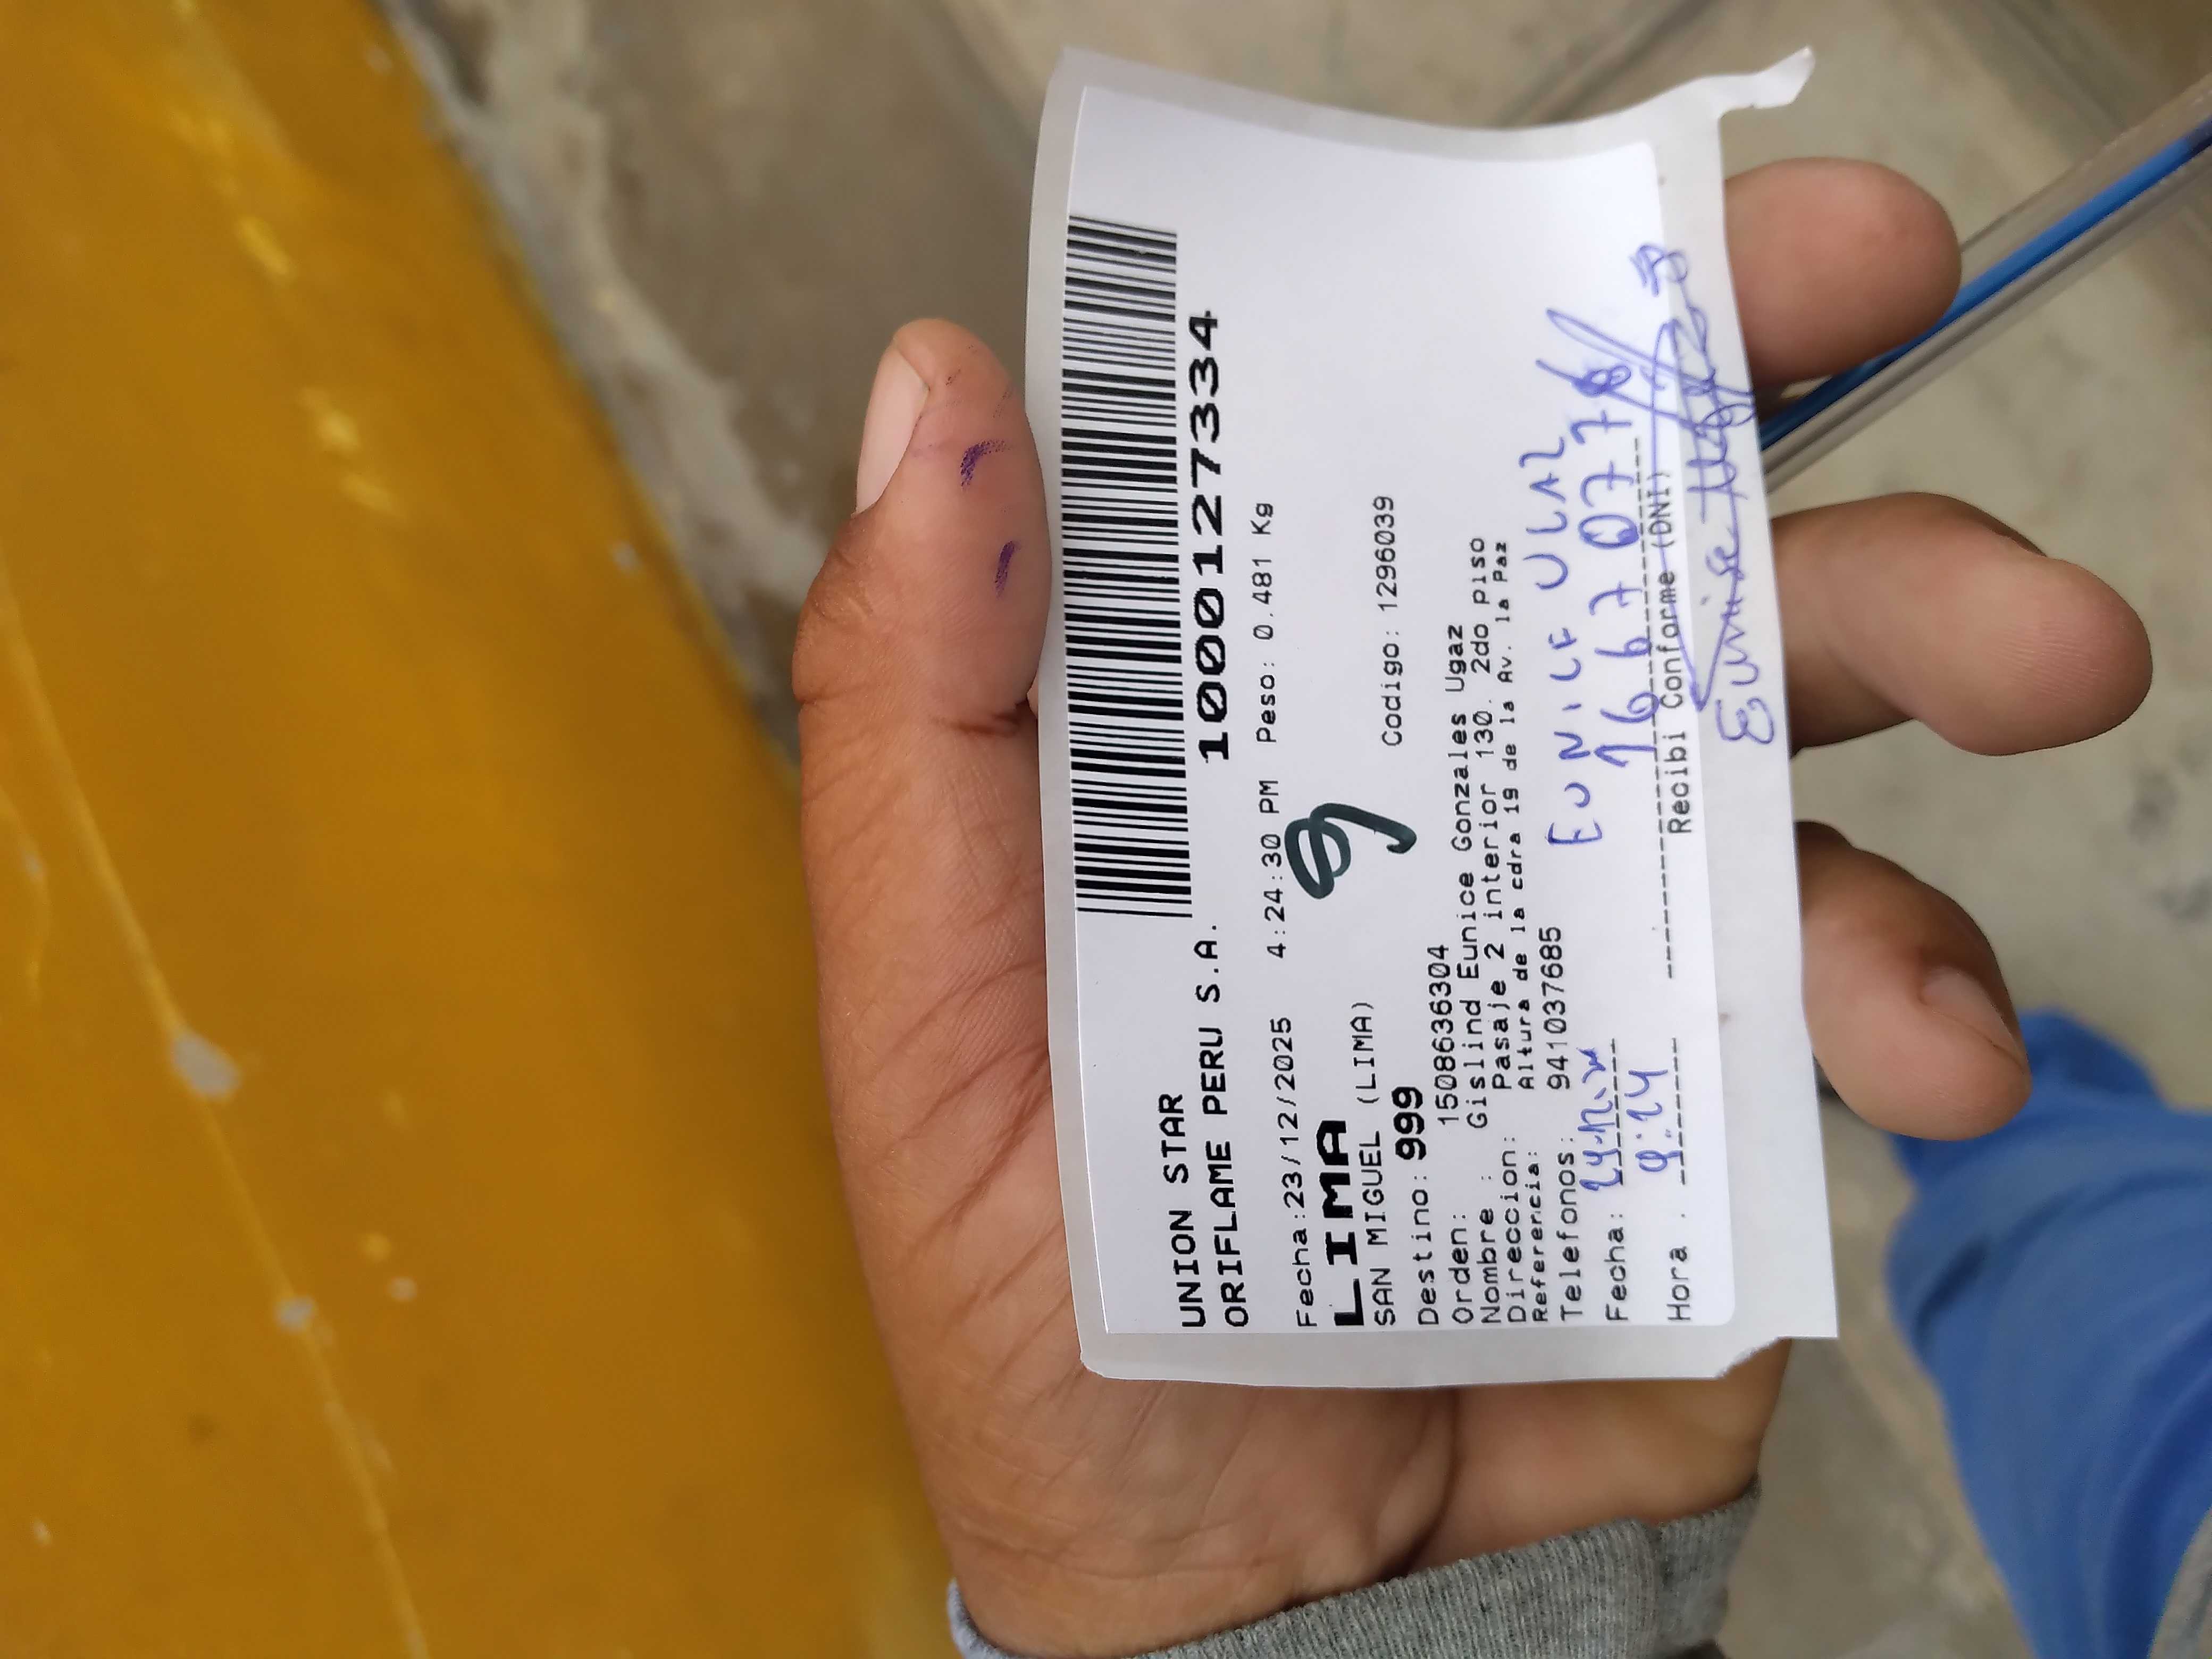 UNION STAR
ORIFLAME PERU S.A. 1000127334
Fecha:23/12/2025 4:24:30 PM Peso: 0.481 Kg
LIMA
9
SAN MIGUEL (LIMA) Codigo: 1296039
Destino: 999
Orden: 1508636304
Nombre : Gislind Eunice Gonzales Ugaz
Direccion: Pasaje 2 interior 130. 2do piso
Referencia: Altura de la cdra 19 de la Av. la Paz
Telefonos: 941037685
EUNICE
Fecha:
Hora : 9:24
Recibi Conforme (DNI)
Eunise